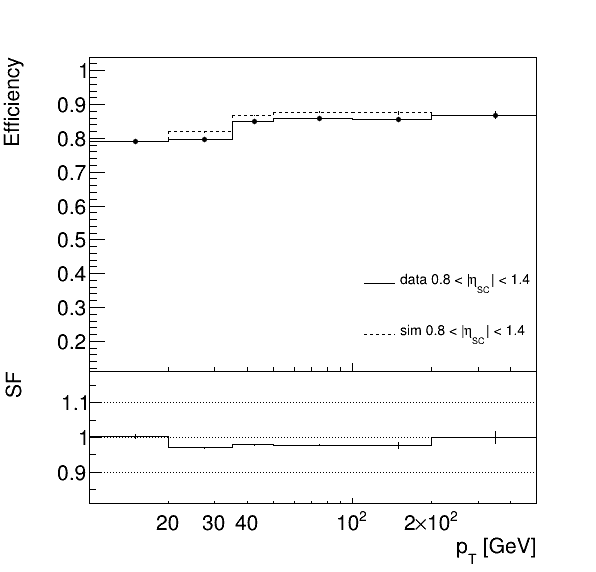 Efficiency
1
0.9
0.8
0.7
0.6
0.5
0.4
0.3
0.2
data 0.8 < |η_SC| < 1.4
sim 0.8 < |η_SC| < 1.4
SF
1.1
1
0.9
20 30 40 10² 2×10²
p_T [GeV]